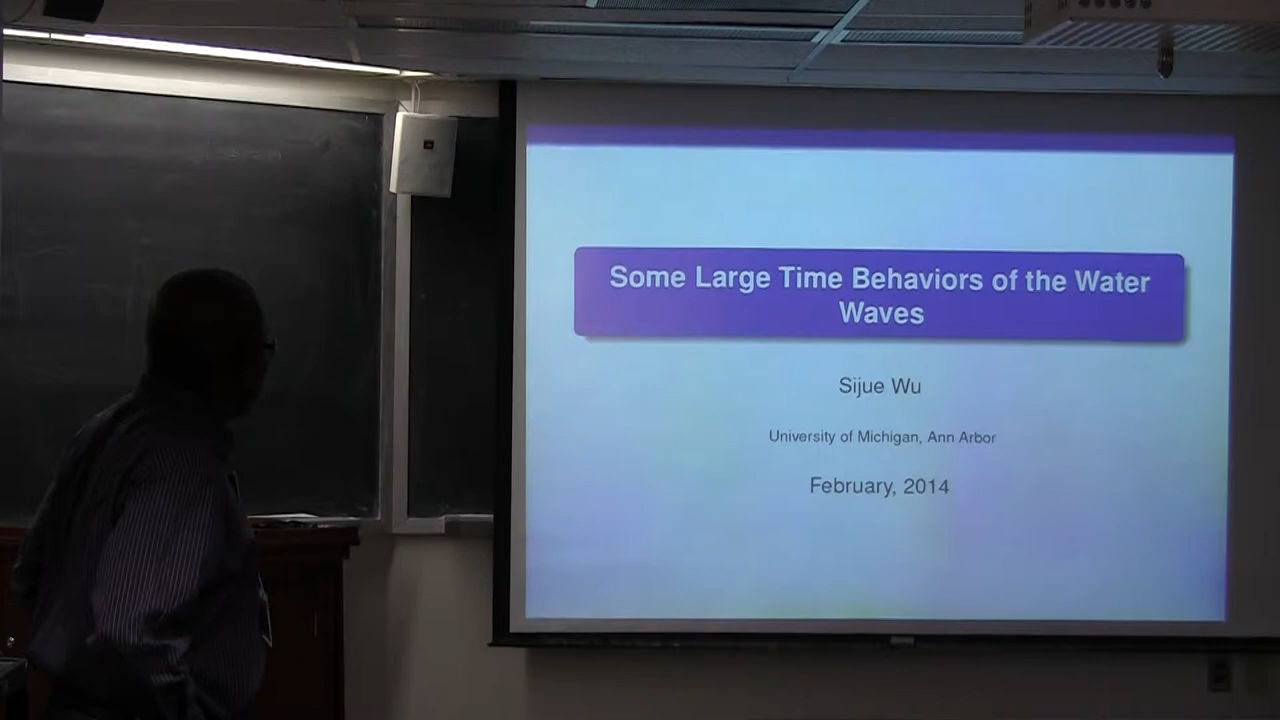 Some Large Time Behaviors of the Water
Waves
Sijue Wu
University of Michigan, Ann Arbor
February, 2014